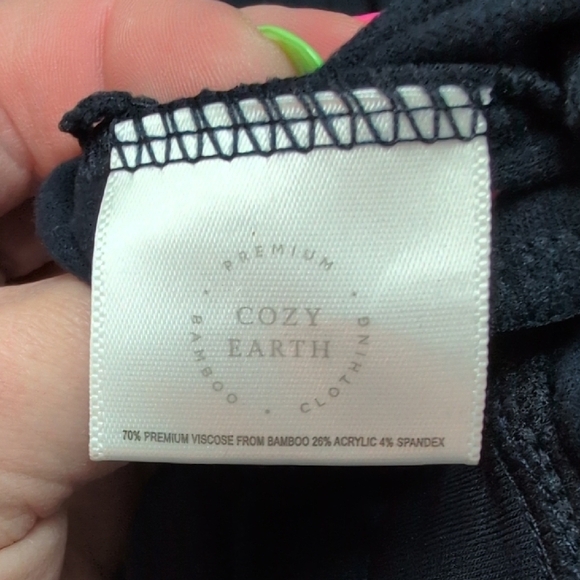 PREMIUM
BAMBOO
CLOTHING
COZY
EARTH
70% PREMIUM VISCOSE FROM BAMBOO 26% ACRYLIC 4% SPANDEX